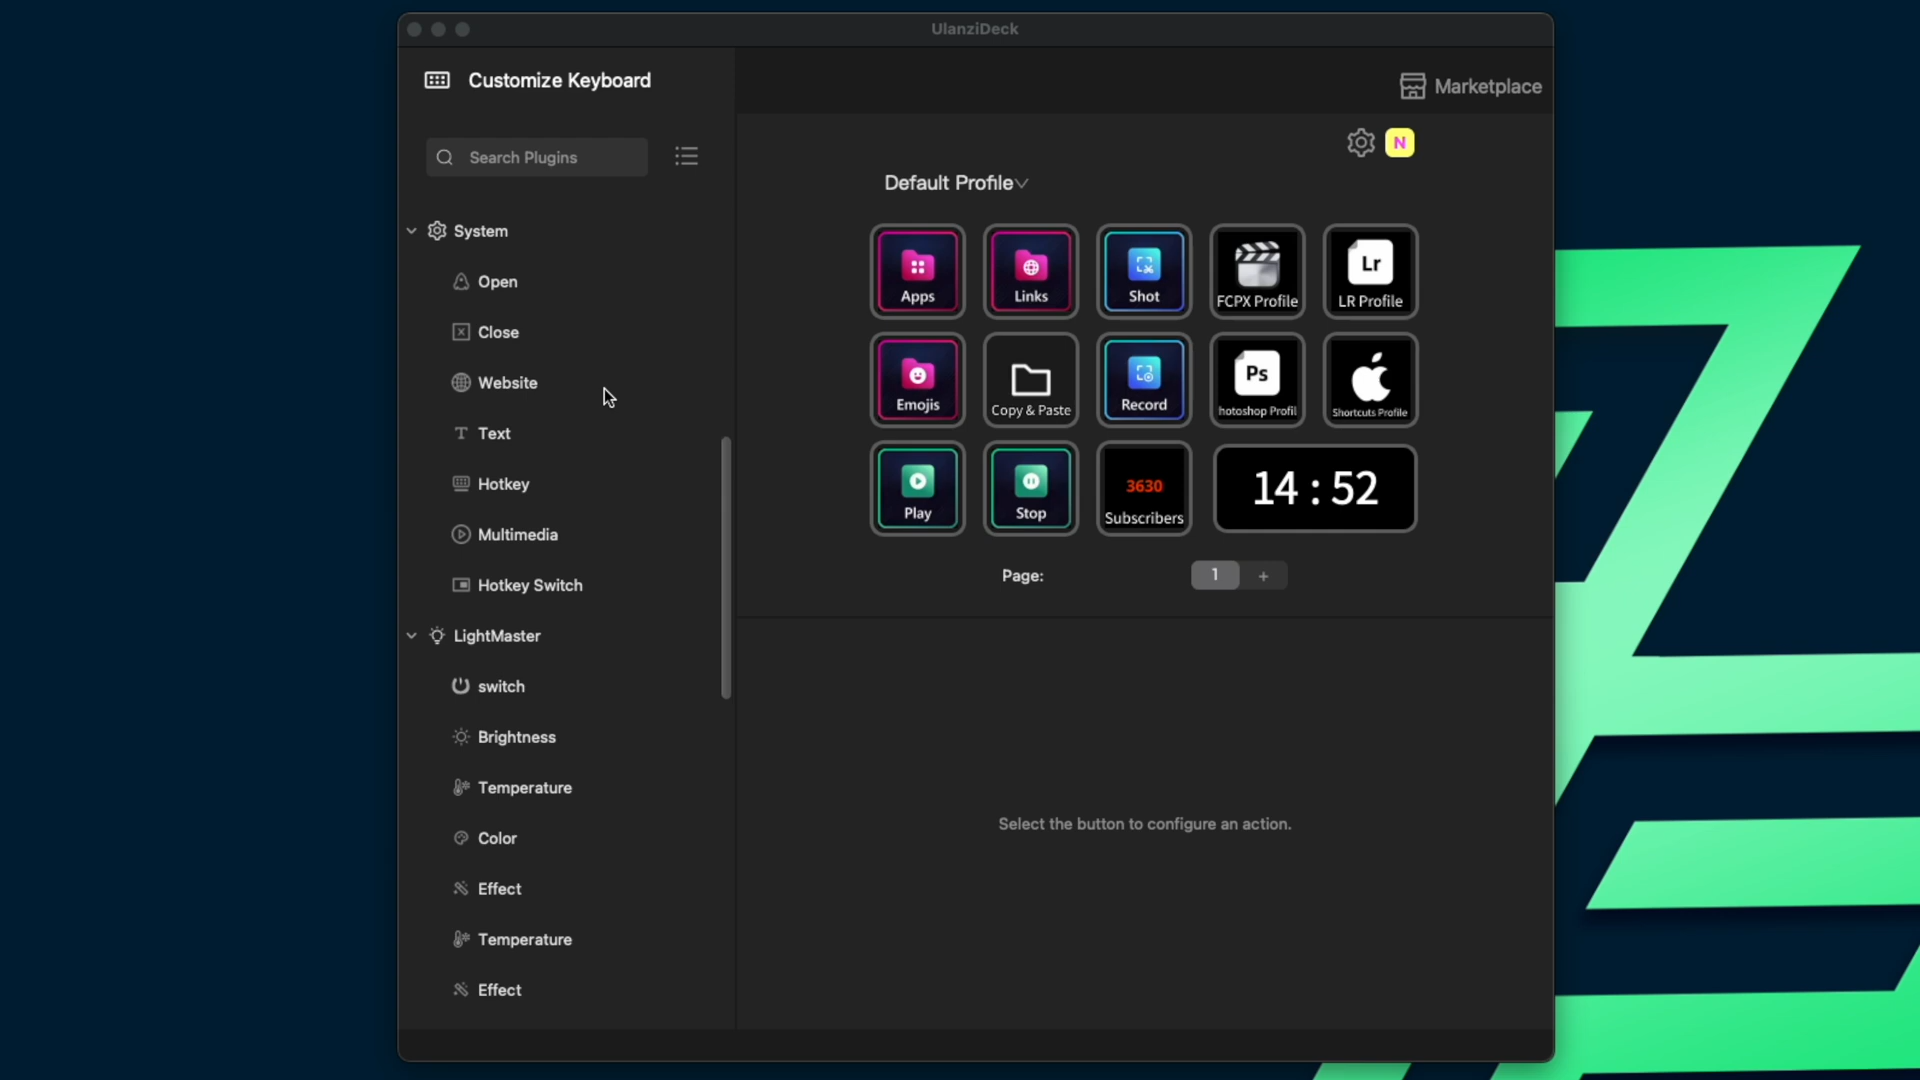 UlanziDeck
Customize Keyboard
Marketplace
Search Plugins
N
Default Profile
System
Open
Close
Website
Text
Hotkey
Multimedia
Hotkey Switch
LightMaster
switch
Brightness
Temperature
Color
Effect
Temperature
Effect
Apps
Links
Shot
FCPX Profile
Lr
LR Profile
Emojis
Copy & Paste
Record
Ps
hotoshop Profil
Shortcuts Profile
Play
Stop
3630
Subscribers
14 : 52
Page:
1
+
Select the button to configure an action.